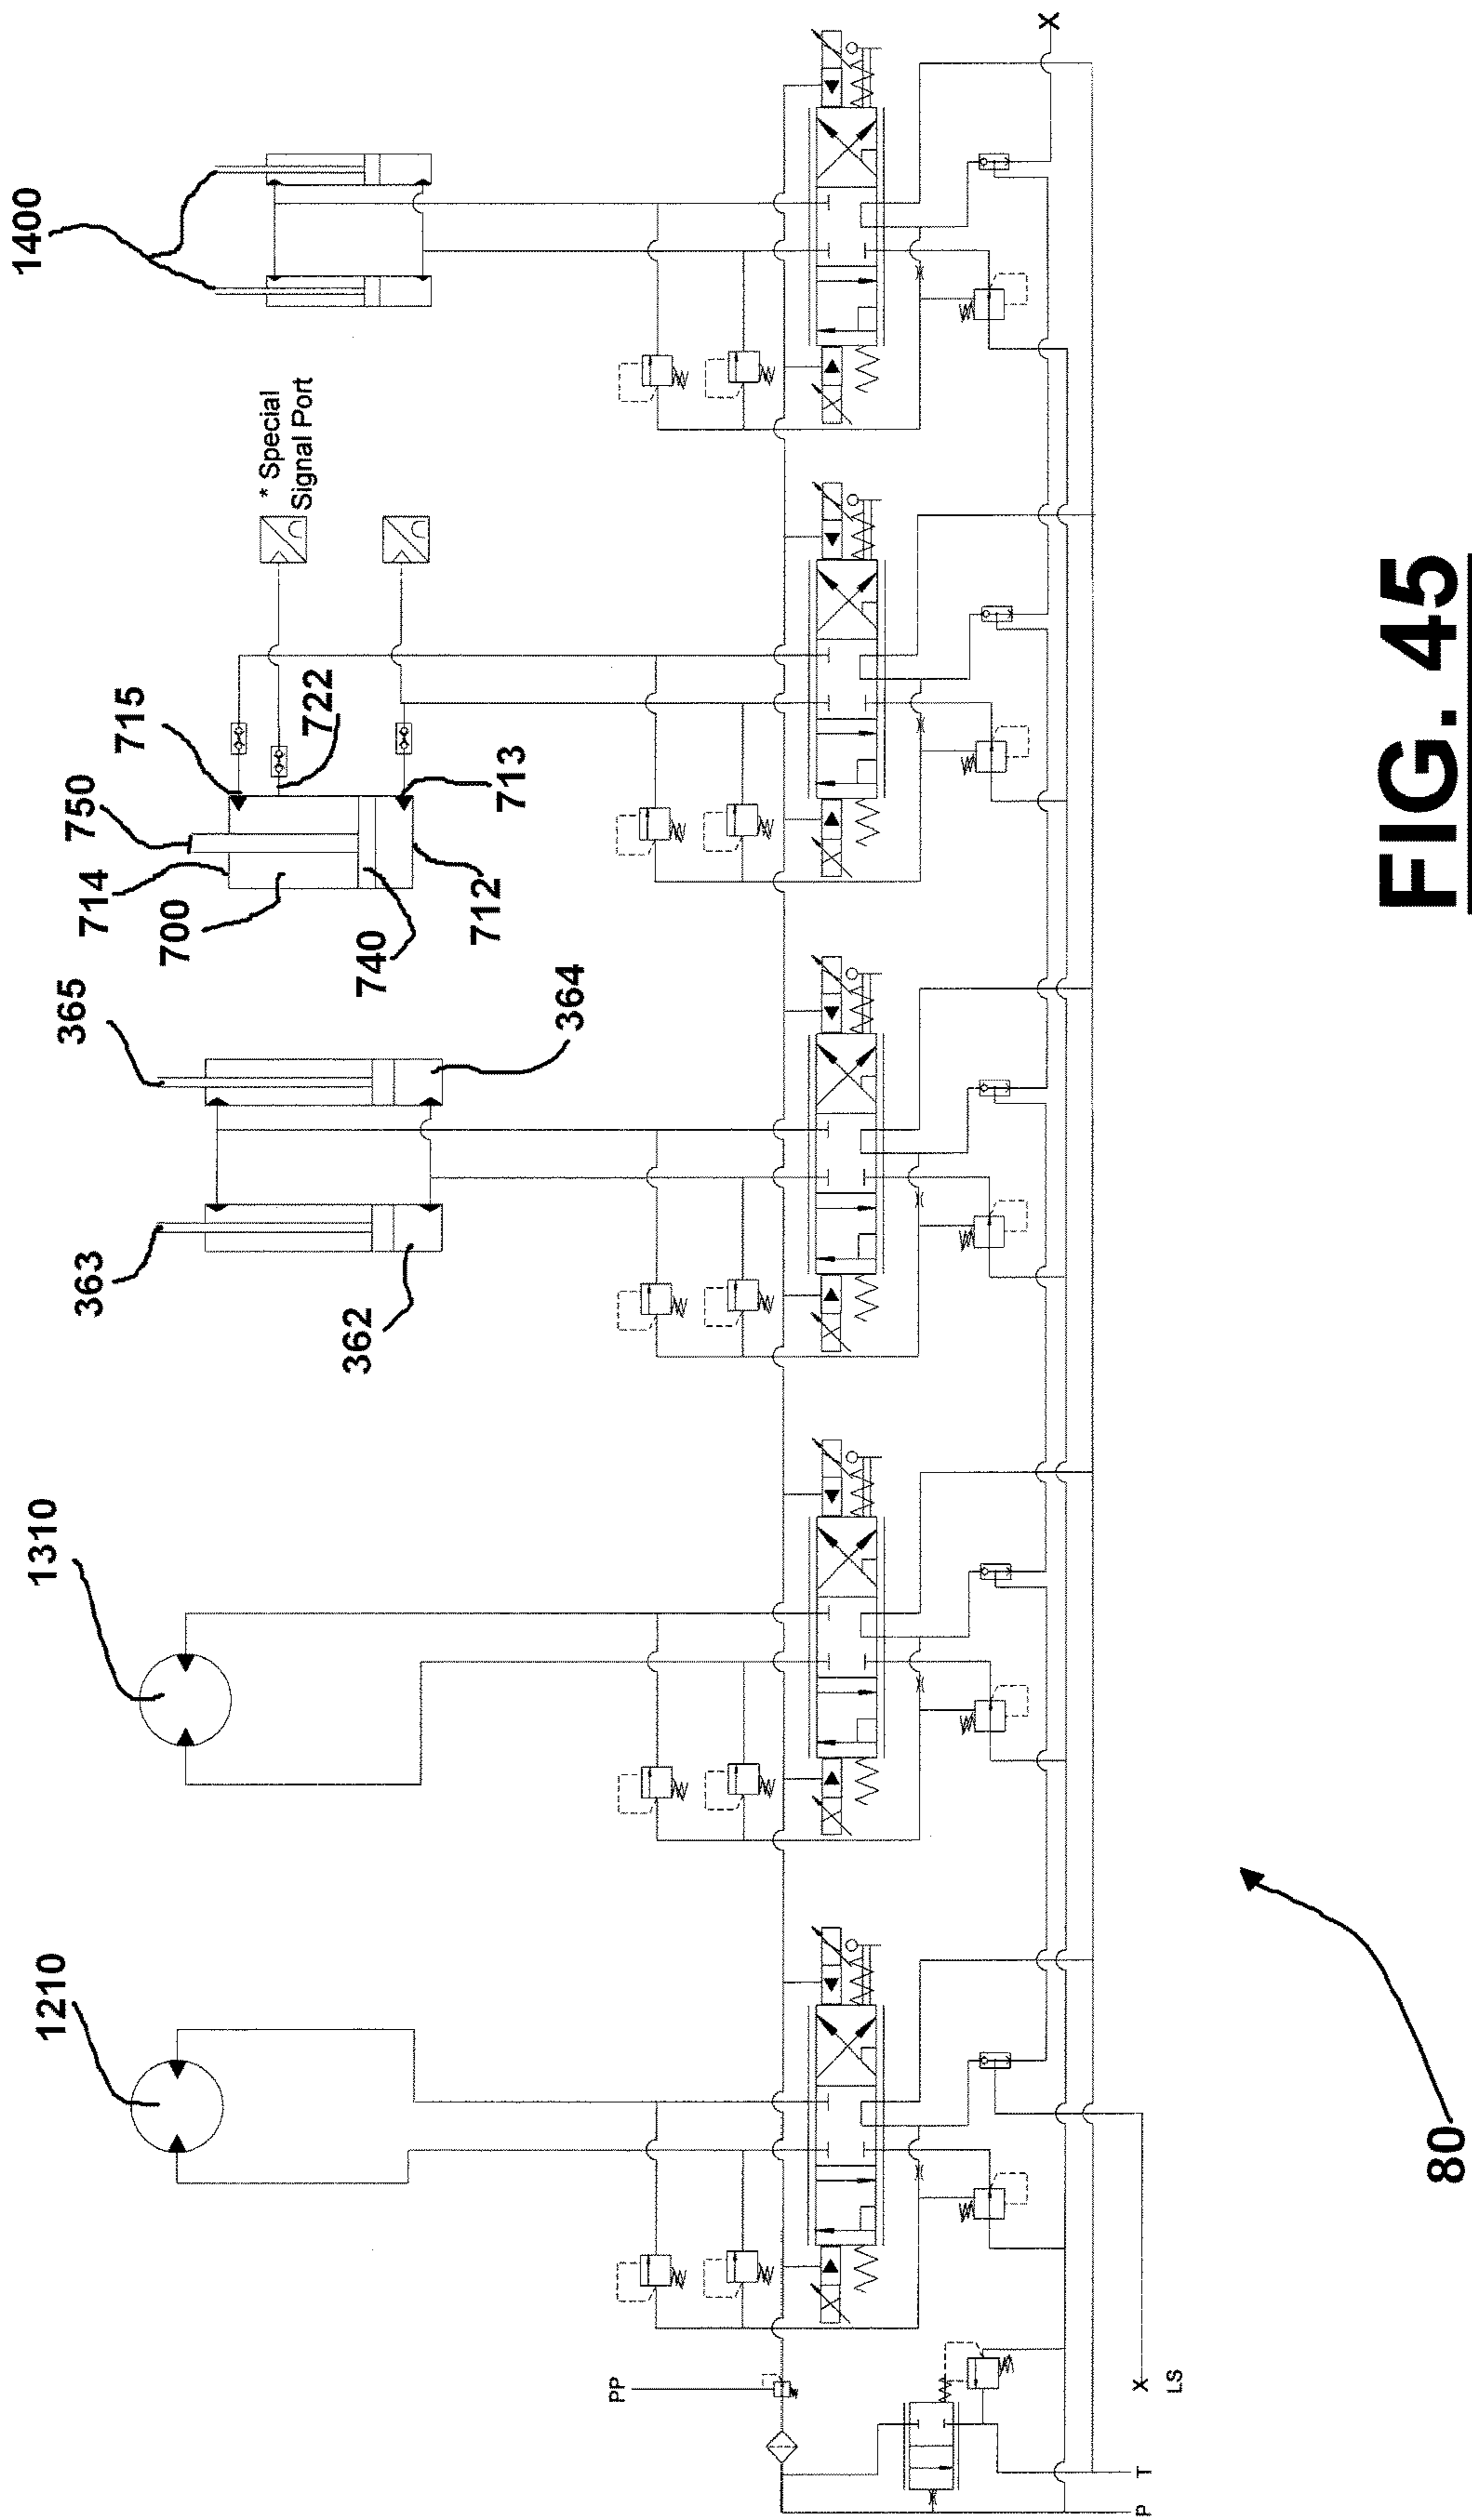 1210
1310
363
365
362
364
714
750
715
700
740
712
713
722
* Special
Signal Port
1400
PP
P
T
X
LS
X
80
FIG. 45